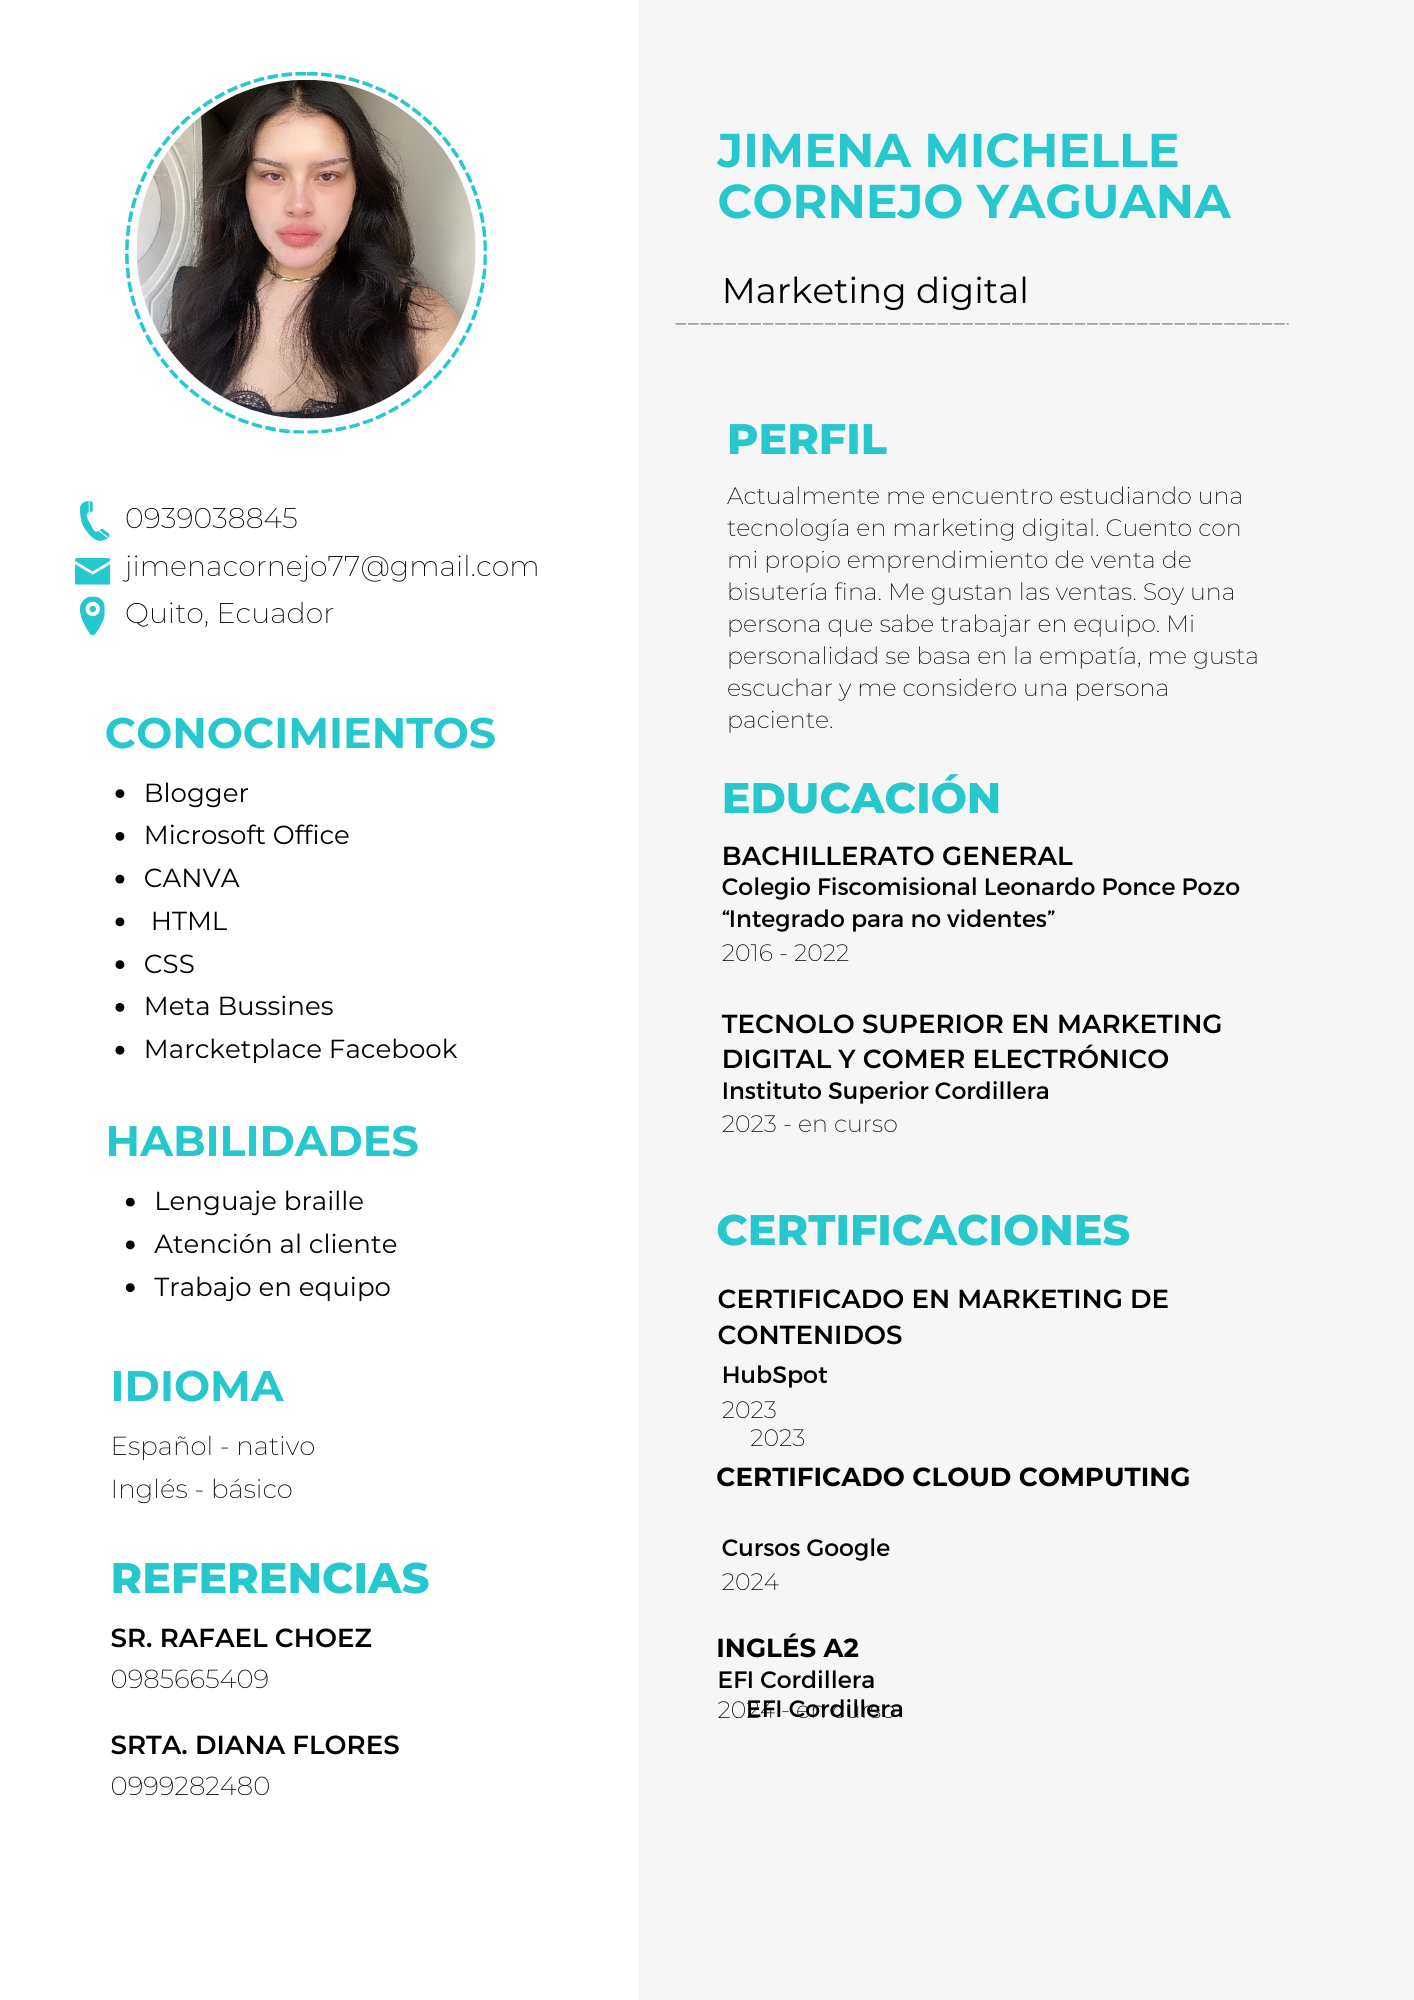 0939038845
jimenacornejo77@gmail.com
Quito, Ecuador
CONOCIMIENTOS
Blogger
Microsoft Office
CANVA
HTML
CSS
Meta Bussines
Marcketplace Facebook
HABILIDADES
Lenguaje braille
Atención al cliente
Trabajo en equipo
IDIOMA
Español - nativo
Inglés - básico
REFERENCIAS
SR. RAFAEL CHOEZ
0985665409
SRTA. DIANA FLORES
0999282480
JIMENA MICHELLE
CORNEJO YAGUANA
Marketing digital
PERFIL
Actualmente me encuentro estudiando una
tecnología en marketing digital. Cuento con
mi propio emprendimiento de venta de
bisutería fina. Me gustan las ventas. Soy una
persona que sabe trabajar en equipo. Mi
personalidad se basa en la empatía, me gusta
escuchar y me considero una persona
paciente.
EDUCACIÓN
BACHILLERATO GENERAL
Colegio Fiscomisional Leonardo Ponce Pozo
“Integrado para no videntes”
2016 - 2022
TECNOLO SUPERIOR EN MARKETING
DIGITAL Y COMER ELECTRÓNICO
Instituto Superior Cordillera
2023 - en curso
CERTIFICACIONES
CERTIFICADO EN MARKETING DE
CONTENIDOS
HubSpot
2023
2023
CERTIFICADO CLOUD COMPUTING
Cursos Google
2024
INGLÉS A2
EFI Cordillera
2024 - en curso
EFI Cordillera